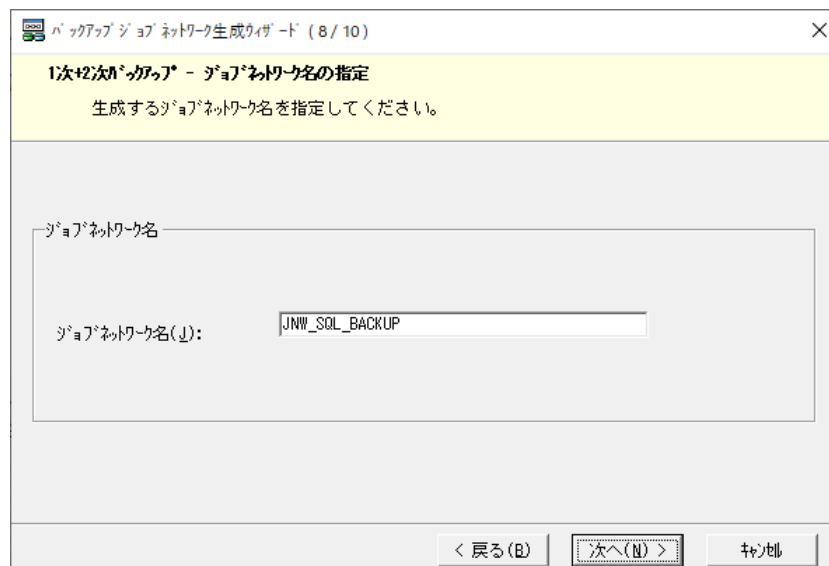 ﾊﾞｯｸｱｯﾌﾟｼﾞｮﾌﾞﾈｯﾄﾜｰｸ生成ｳｨｻﾞｰﾄﾞ(8/10)
1次+2次ﾊﾞｯｸｱｯﾌﾟ - ｼﾞｮﾌﾞﾈｯﾄﾜｰｸ名の指定
生成するｼﾞｮﾌﾞﾈｯﾄﾜｰｸ名を指定してください。
ｼﾞｮﾌﾞﾈｯﾄﾜｰｸ名
ｼﾞｮﾌﾞﾈｯﾄﾜｰｸ名(J): JNW_SQL_BACKUP
< 戻る(B) 次へ(N) > ｷｬﾝｾﾙ